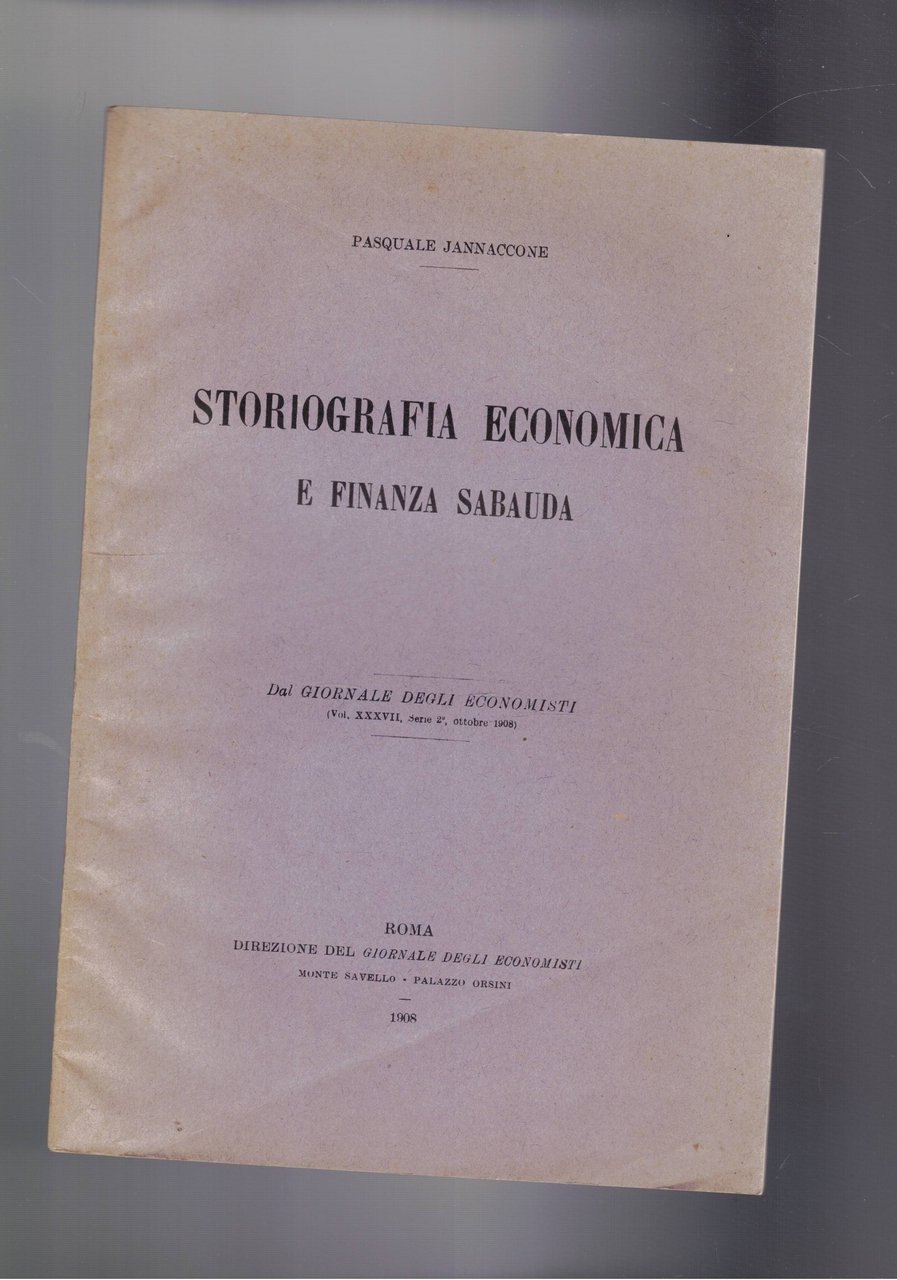 PASQUALE JANNACCONE
STORIOGRAFIA ECONOMICA
E FINANZA SABAUDA
Dal GIORNALE DEGLI ECONOMISTI
(Vol. XXXVII, Serie 2ª, ottobre 1908)
ROMA
DIREZIONE DEL GIORNALE DEGLI ECONOMISTI
MONTE SAVELLO - PALAZZO ORSINI
1908